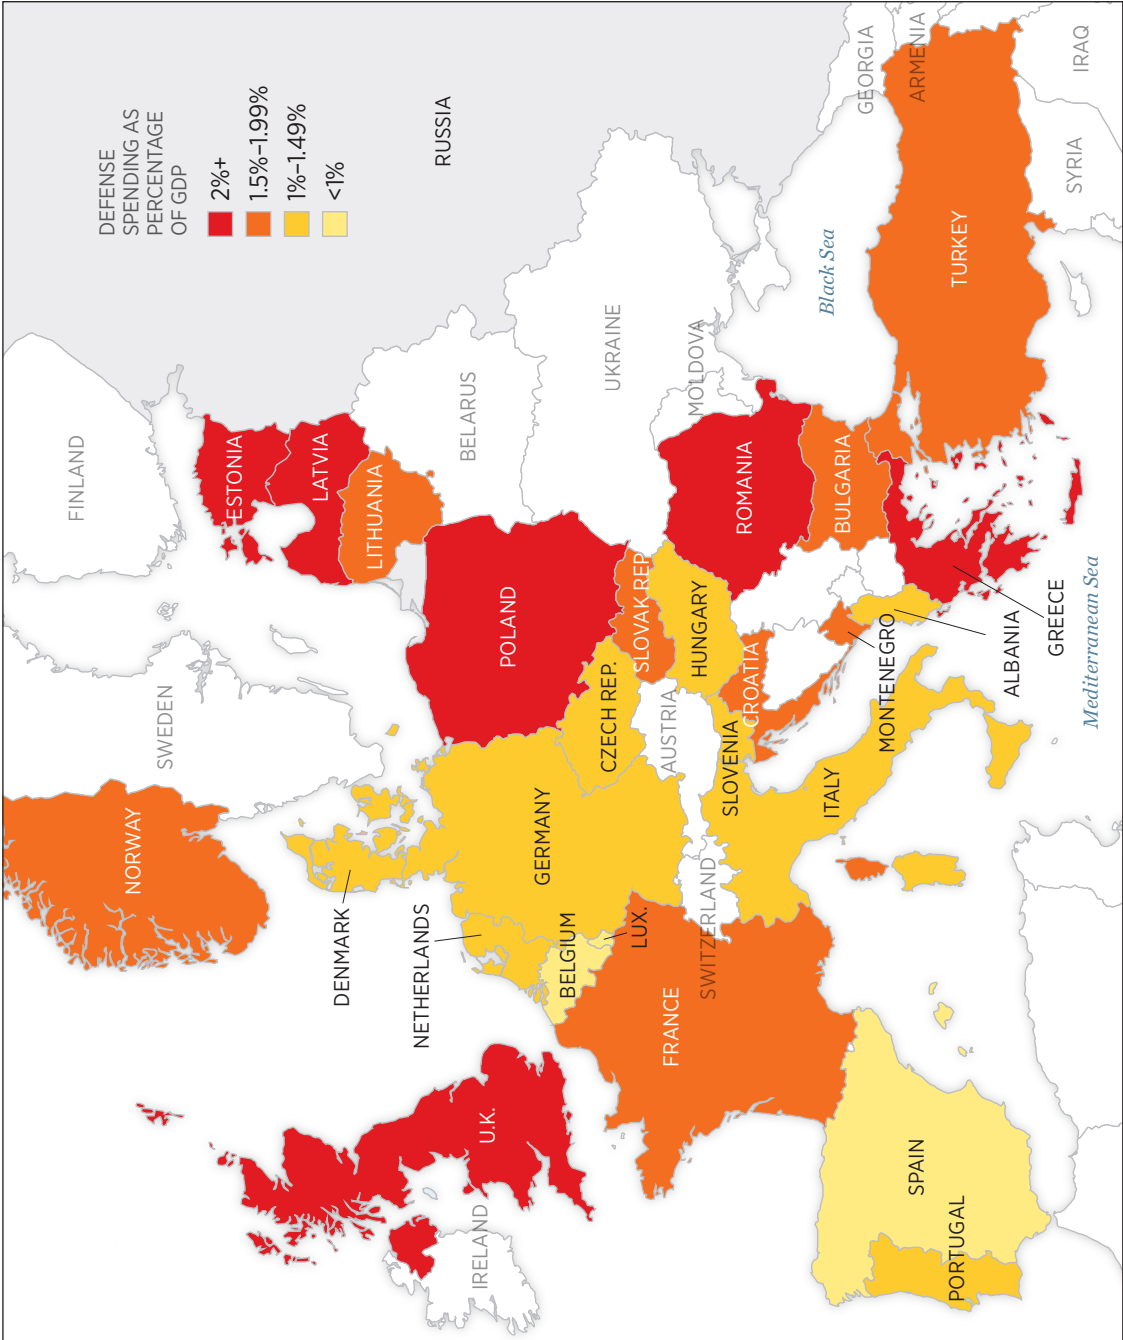 DEFENSE
SPENDING AS
PERCENTAGE
OF GDP
2%+
1.5%–1.99%
1%–1.49%
<1%
NORWAY
SWEDEN
FINLAND
ESTONIA
LATVIA
LITHUANIA
RUSSIA
DENMARK
NETHERLANDS
BELARUS
IRELAND
U.K.
POLAND
GERMANY
BELGIUM
LUX.
CZECH REP.
SLOVAK REP.
UKRAINE
FRANCE
SWITZERLAND
AUSTRIA
HUNGARY
MOLDOVA
SLOVENIA
CROATIA
ROMANIA
ITALY
Black Sea
BULGARIA
GEORGIA
ARMENIA
MONTENEGRO
SPAIN
PORTUGAL
TURKEY
ALBANIA
GREECE
SYRIA
IRAQ
Mediterranean Sea